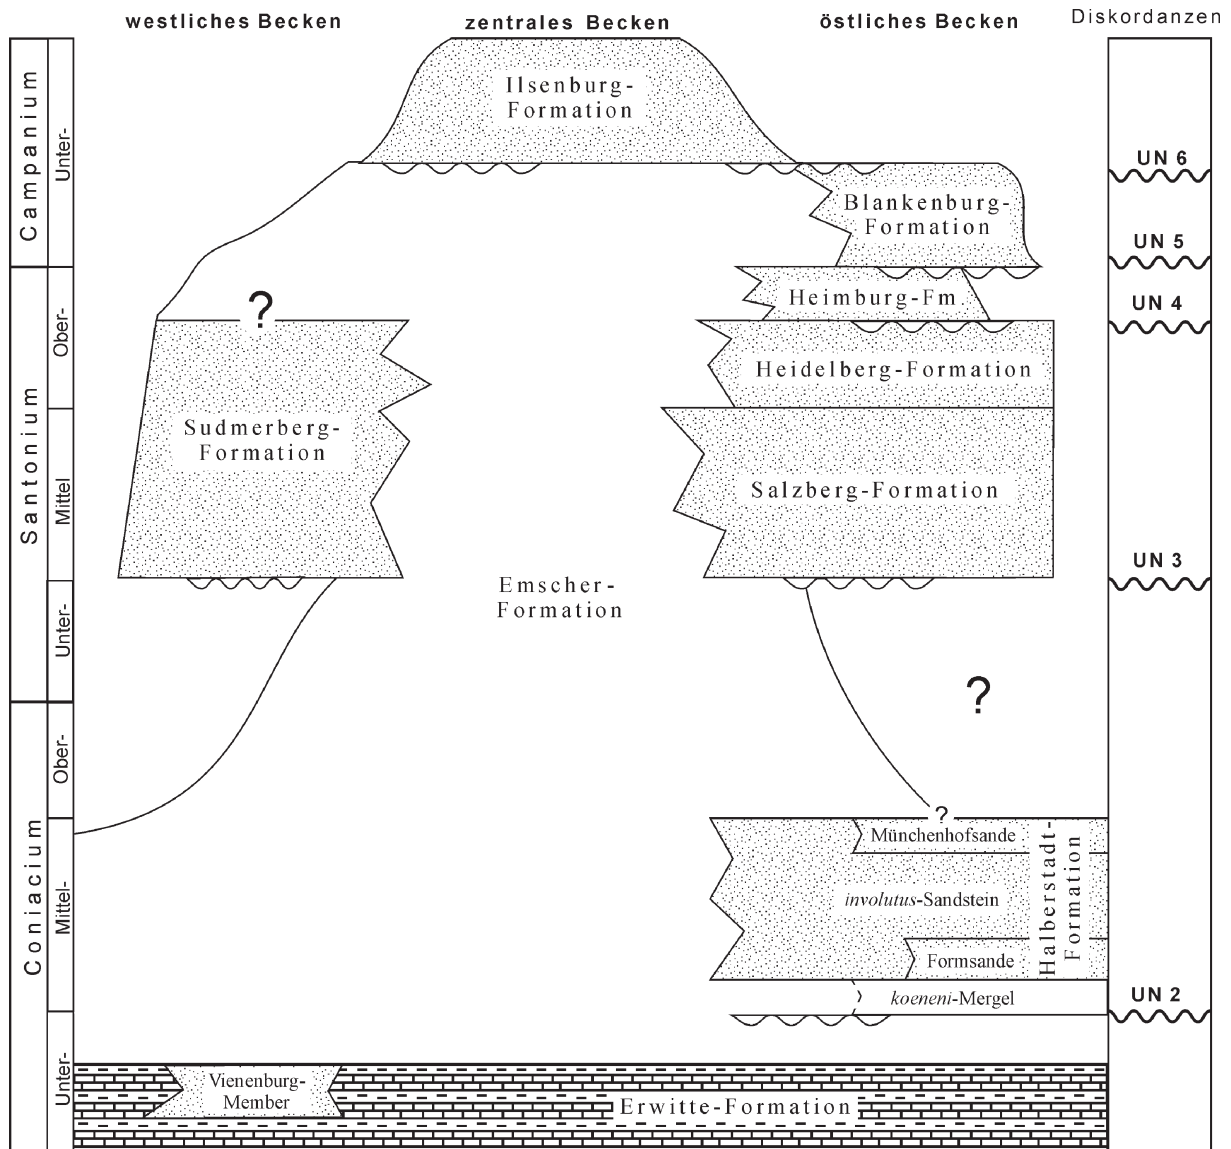 westliches Becken
zentrales Becken
östliches Becken
Diskordanzen
Campanium
Unter-
Ilsenburg-
Formation
UN 6
Blankenburg-
Formation
UN 5
Santonium
Ober-
?
Heimburg-Fm.
UN 4
Heidelberg-Formation
Mittel
Sudmerberg-
Formation
Salzberg-Formation
UN 3
Unter-
Emscher-
Formation
?
Coniacium
Ober-
?
Mittel-
Münchenhofsande
involutus-Sandstein
Formsande
Halberstadt-
Formation
koeneni-Mergel
UN 2
Unter-
Vienenburg-
Member
Erwitte-Formation